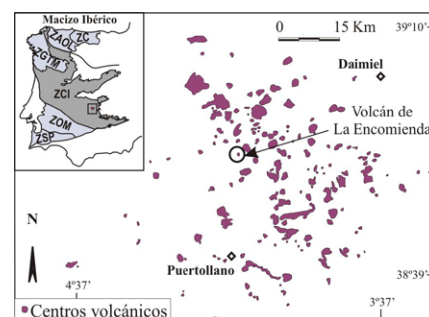 Macizo Ibérico
ZAOL
ZC
ZGTM
ZCI
ZOM
ZSP
0 15 Km
39º10'
Daimiel
Volcán de
La Encomienda
N
Puertollano
38º39'
4º37'
3º37'
Centros volcánicos